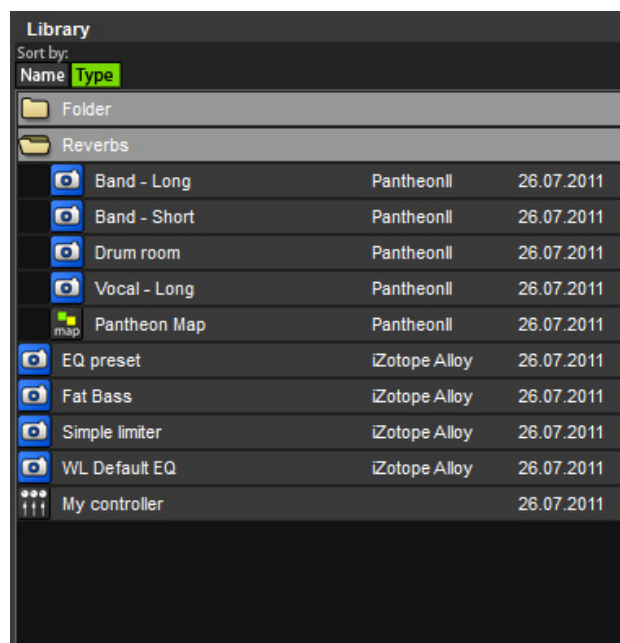 Library
Sort by:
Name Type
Folder
Reverbs
Band - Long PantheonII 26.07.2011
Band - Short PantheonII 26.07.2011
Drum room PantheonII 26.07.2011
Vocal - Long PantheonII 26.07.2011
map Pantheon Map PantheonII 26.07.2011
EQ preset iZotope Alloy 26.07.2011
Fat Bass iZotope Alloy 26.07.2011
Simple limiter iZotope Alloy 26.07.2011
WL Default EQ iZotope Alloy 26.07.2011
My controller 26.07.2011